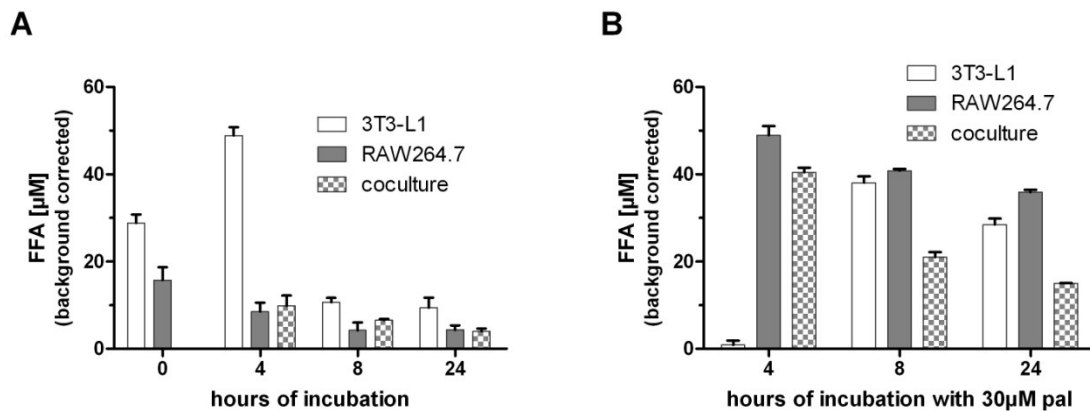 A
FFA [µM]
(background corrected)
60
40
20
0
3T3-L1
RAW264.7
coculture
0 4 8 24
hours of incubation
B
FFA [µM]
(background corrected)
60
40
20
0
3T3-L1
RAW264.7
coculture
4 8 24
hours of incubation with 30µM pal